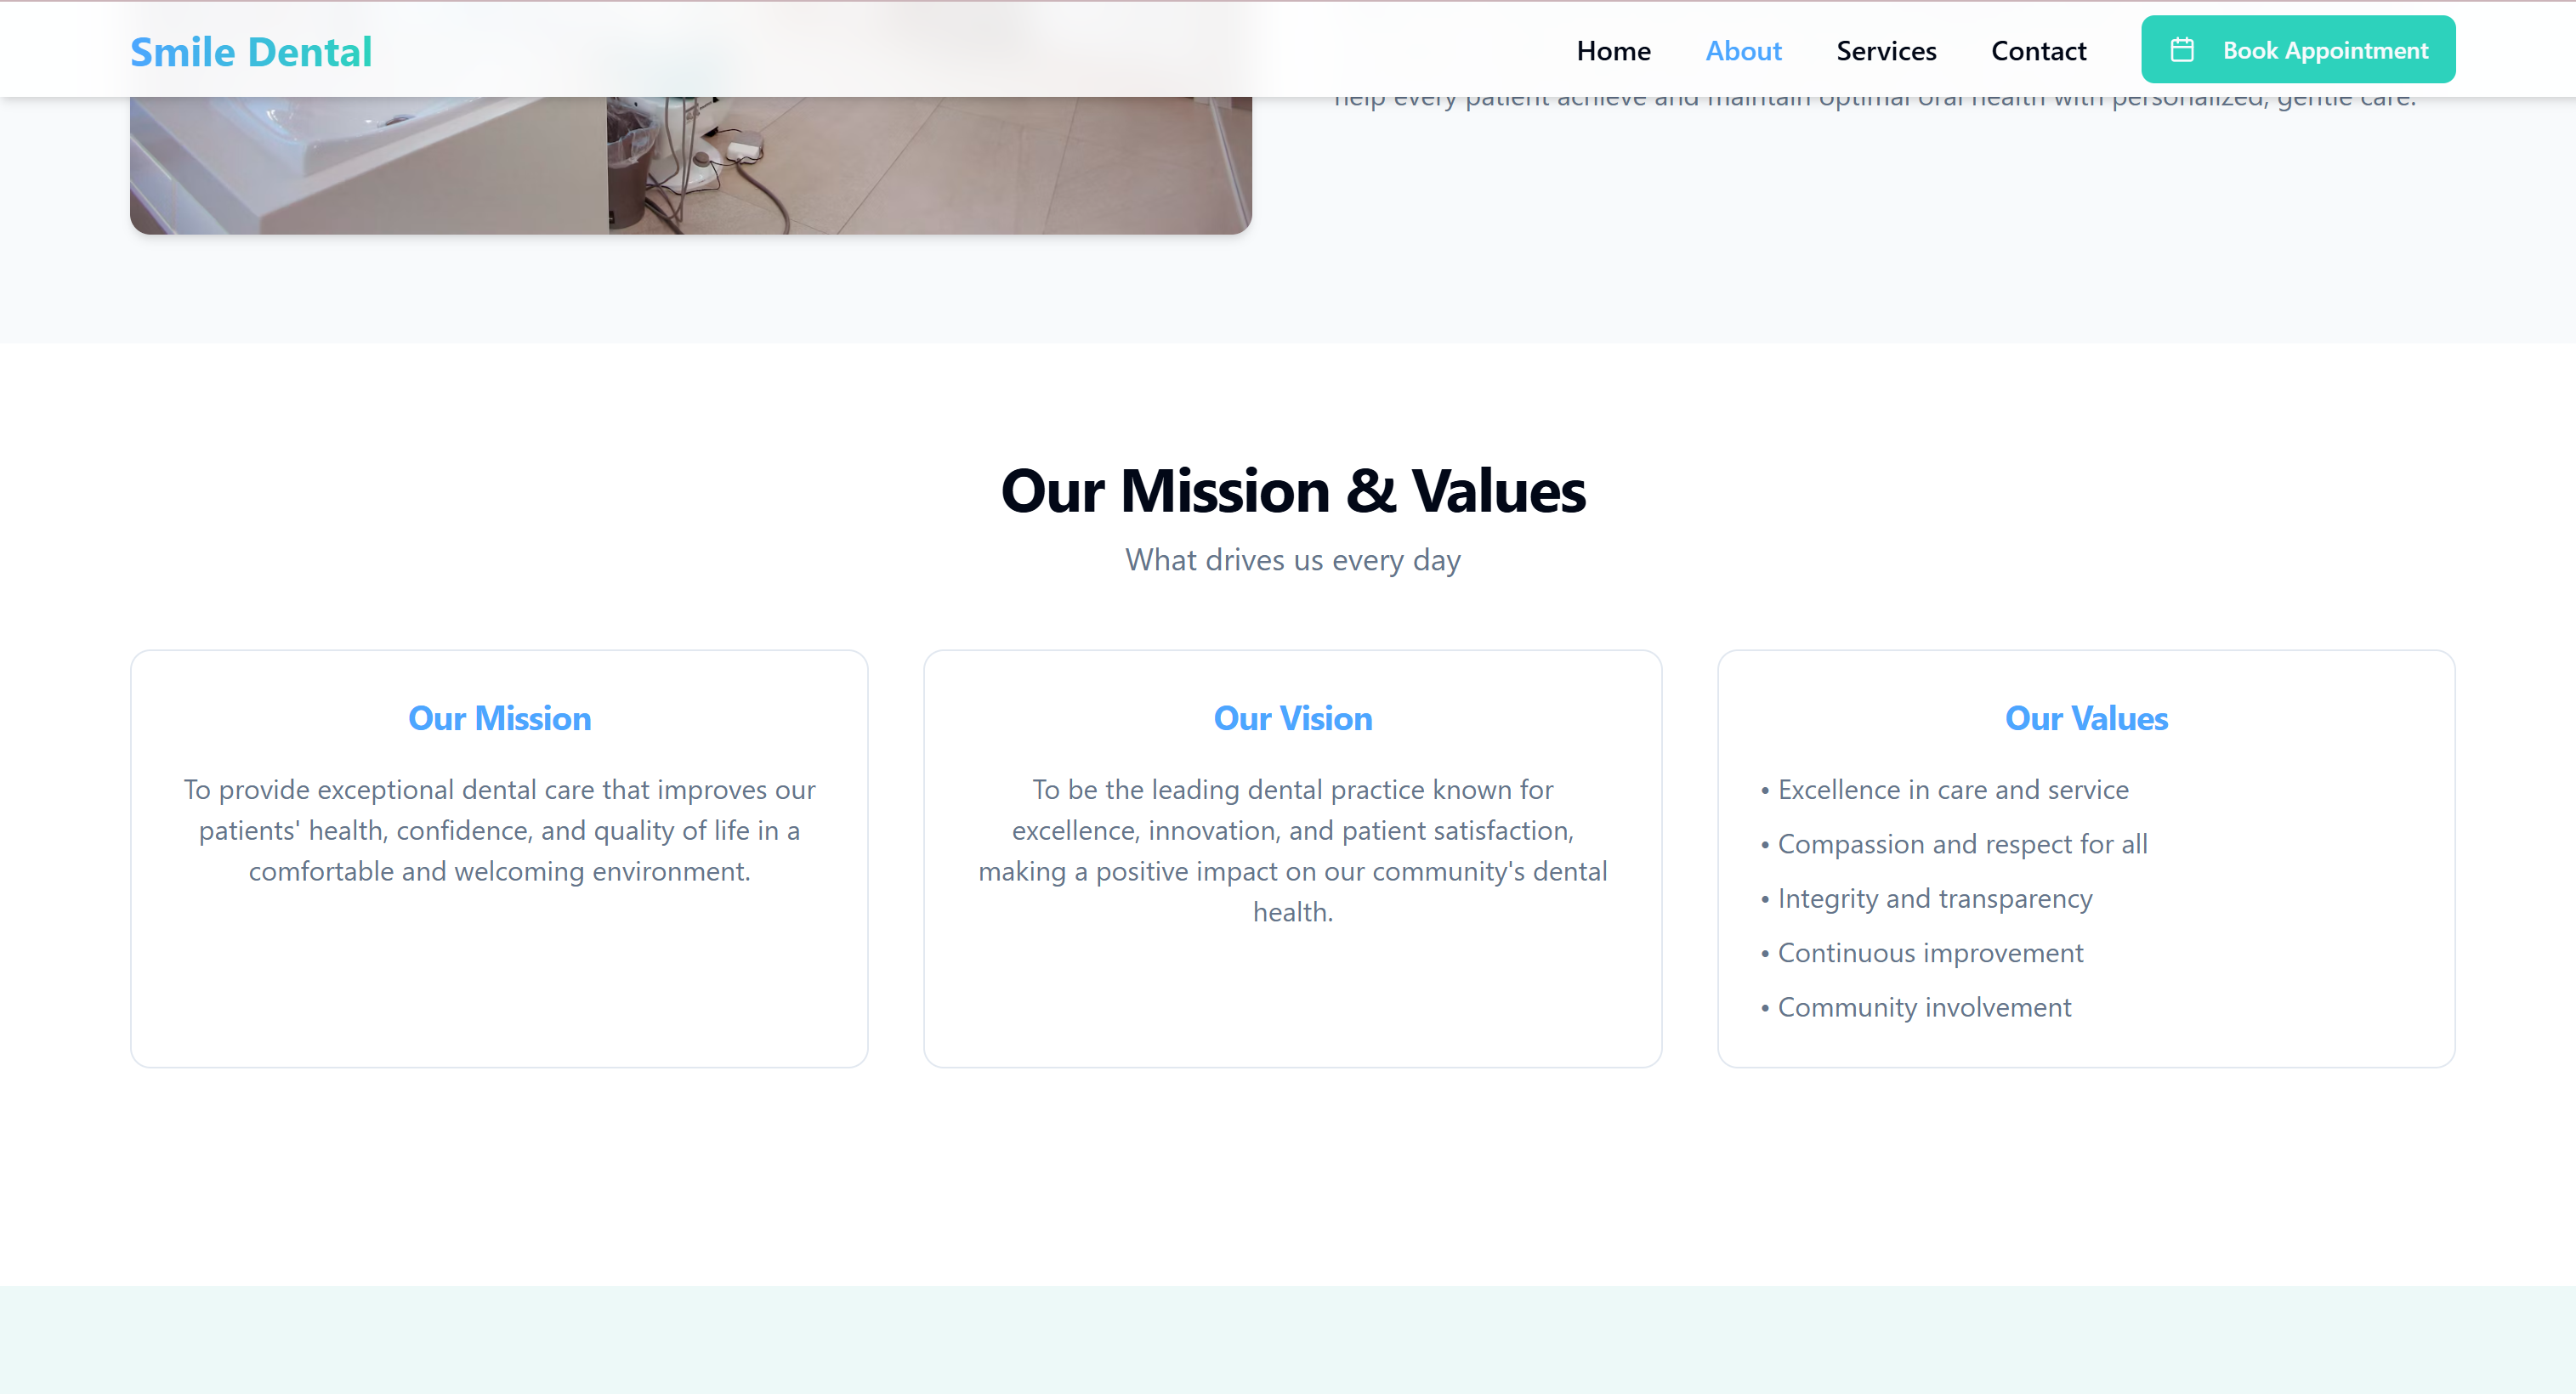 Smile Dental
Home
About
Services
Contact
Book Appointment
help every patient achieve and maintain optimal oral health with personalized, gentle care.
Our Mission & Values
What drives us every day
Our Mission
To provide exceptional dental care that improves our
patients' health, confidence, and quality of life in a
comfortable and welcoming environment.
Our Vision
To be the leading dental practice known for
excellence, innovation, and patient satisfaction,
making a positive impact on our community's dental
health.
Our Values
• Excellence in care and service
• Compassion and respect for all
• Integrity and transparency
• Continuous improvement
• Community involvement